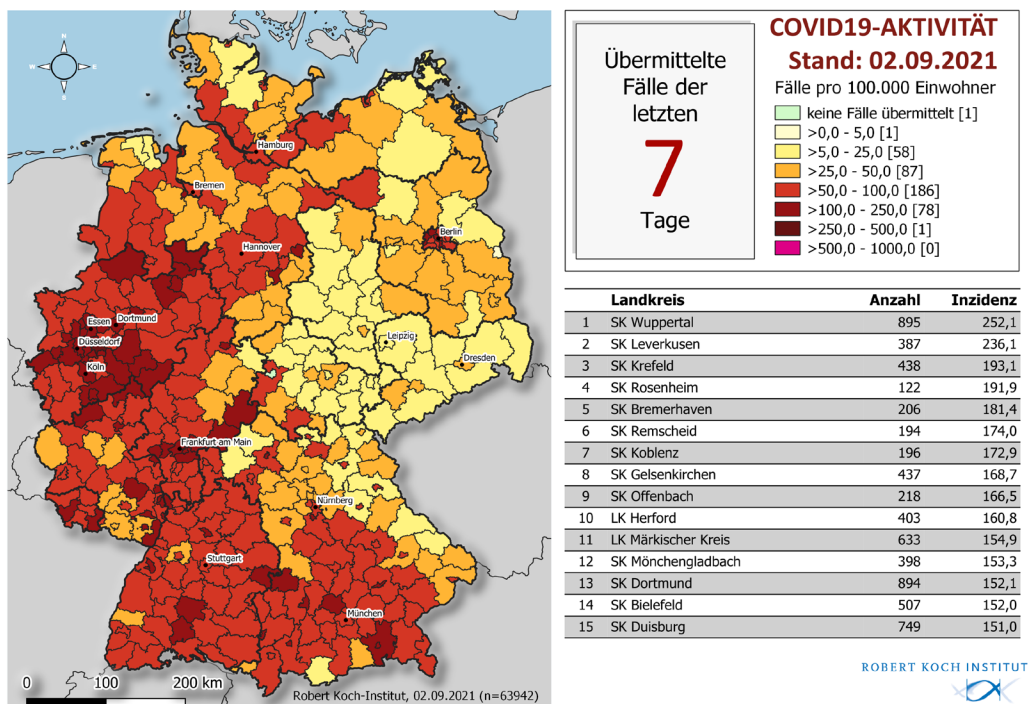 COVID19-AKTIVITÄT
Stand: 02.09.2021
Übermittelte
Fälle der
letzten
7
Tage
Fälle pro 100.000 Einwohner
keine Fälle übermittelt [1]
>0,0 - 5,0 [1]
>5,0 - 25,0 [58]
>25,0 - 50,0 [87]
>50,0 - 100,0 [186]
>100,0 - 250,0 [78]
>250,0 - 500,0 [1]
>500,0 - 1000,0 [0]
N
W
E
S
Hamburg
Bremen
Berlin
Hannover
Essen
Dortmund
Düsseldorf
Leipzig
Dresden
Köln
Frankfurt am Main
Nürnberg
Stuttgart
München
0 100 200 km
Robert Koch-Institut, 02.09.2021 (n=63942)
Landkreis Anzahl Inzidenz
1 SK Wuppertal 895 252,1
2 SK Leverkusen 387 236,1
3 SK Krefeld 438 193,1
4 SK Rosenheim 122 191,9
5 SK Bremerhaven 206 181,4
6 SK Remscheid 194 174,0
7 SK Koblenz 196 172,9
8 SK Gelsenkirchen 437 168,7
9 SK Offenbach 218 166,5
10 LK Herford 403 160,8
11 LK Märkischer Kreis 633 154,9
12 SK Mönchengladbach 398 153,3
13 SK Dortmund 894 152,1
14 SK Bielefeld 507 152,0
15 SK Duisburg 749 151,0
ROBERT KOCH INSTITUT